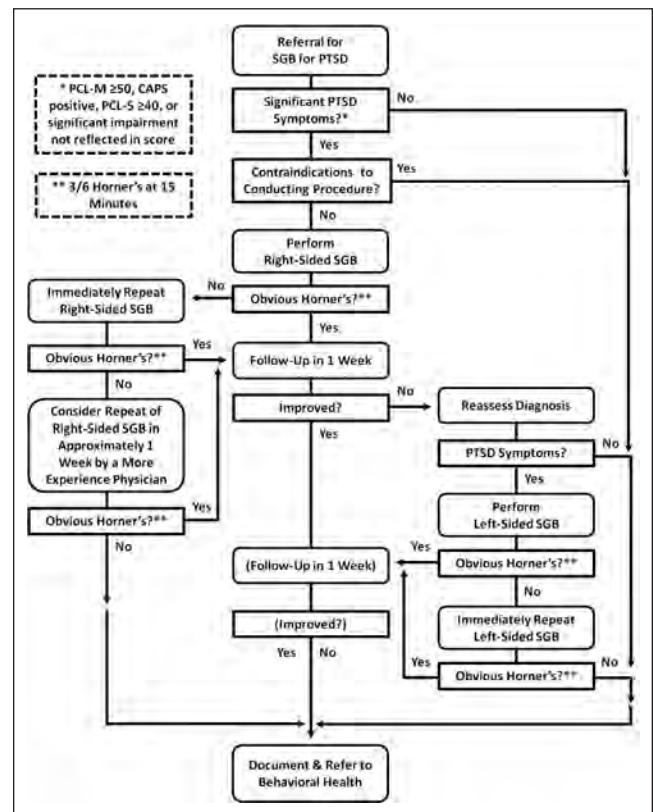 Referral for
SGB for PTSD
* PCL-M ≥50, CAPS
positive, PCL-S ≥40, or
significant impairment
not reflected in score
Significant PTSD
Symptoms?*
No
Yes
** 3/6 Horner's at 15
Minutes
Contraindications to
Conducting Procedure?
Yes
No
Perform
Right-Sided SGB
Immediately Repeat
Right-Sided SGB
No
Obvious Horner's?**
Yes
Obvious Horner's?**
Yes
No
Follow-Up in 1 Week
Consider Repeat of
Right-Sided SGB in
Approximately 1
Week by a More
Experience Physician
Improved?
No
Yes
Reassess Diagnosis
PTSD Symptoms?
No
Yes
Obvious Horner's?**
Yes
No
Perform
Left-Sided SGB
(Follow-Up in 1 Week)
Yes
Obvious Horner's?**
No
(Improved?)
Yes
No
Immediately Repeat
Left-Sided SGB
Yes
Obvious Horner's?**
No
Document & Refer to
Behavioral Health